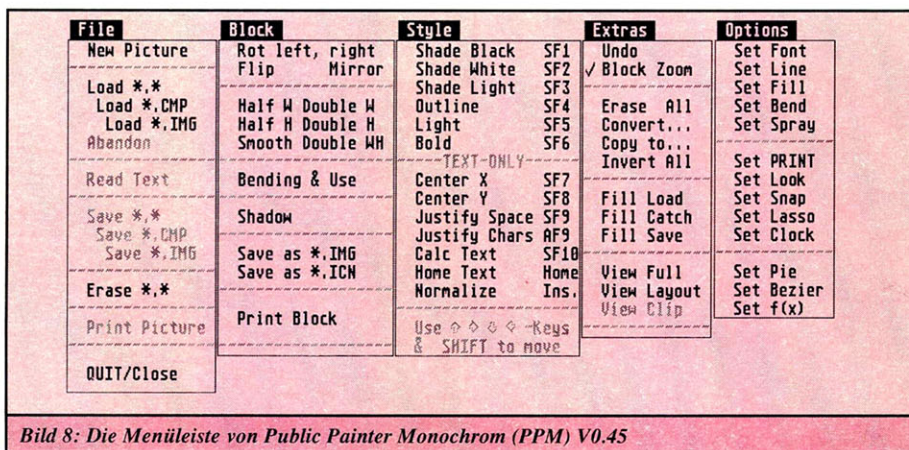 File
New Picture
Load *.*
Load *.CMP
Load *.IMG
Abandon
Read Text
Save *.*
Save *.CMP
Save *.IMG
Erase *.*
Print Picture
QUIT/Close
Block
Rot left, right
Flip Mirror
Half W Double W
Half H Double H
Smooth Double WH
Bending & Use
Shadow
Save as *.IMG
Save as *.ICN
Print Block
Style
Shade Black SF1
Shade White SF2
Shade Light SF3
Outline SF4
Light SF5
Bold SF6
TEXT-ONLY
Center X SF7
Center Y SF8
Justify Space SF9
Justify Chars AF9
Calc Text SF10
Home Text Home
Normalize Ins.
Use ⇧ ⇨ ⇩ ⇦ -Keys
& SHIFT to move
Extras
Undo
✓ Block Zoom
Erase All
Convert...
Copy to...
Invert All
Fill Load
Fill Catch
Fill Save
View Full
View Layout
View Clip
Options
Set Font
Set Line
Set Fill
Set Bend
Set Spray
Set PRINT
Set Look
Set Snap
Set Lasso
Set Clock
Set Pie
Set Bezier
Set f(x)
Bild 8: Die Menüleiste von Public Painter Monochrom (PPM) V0.45